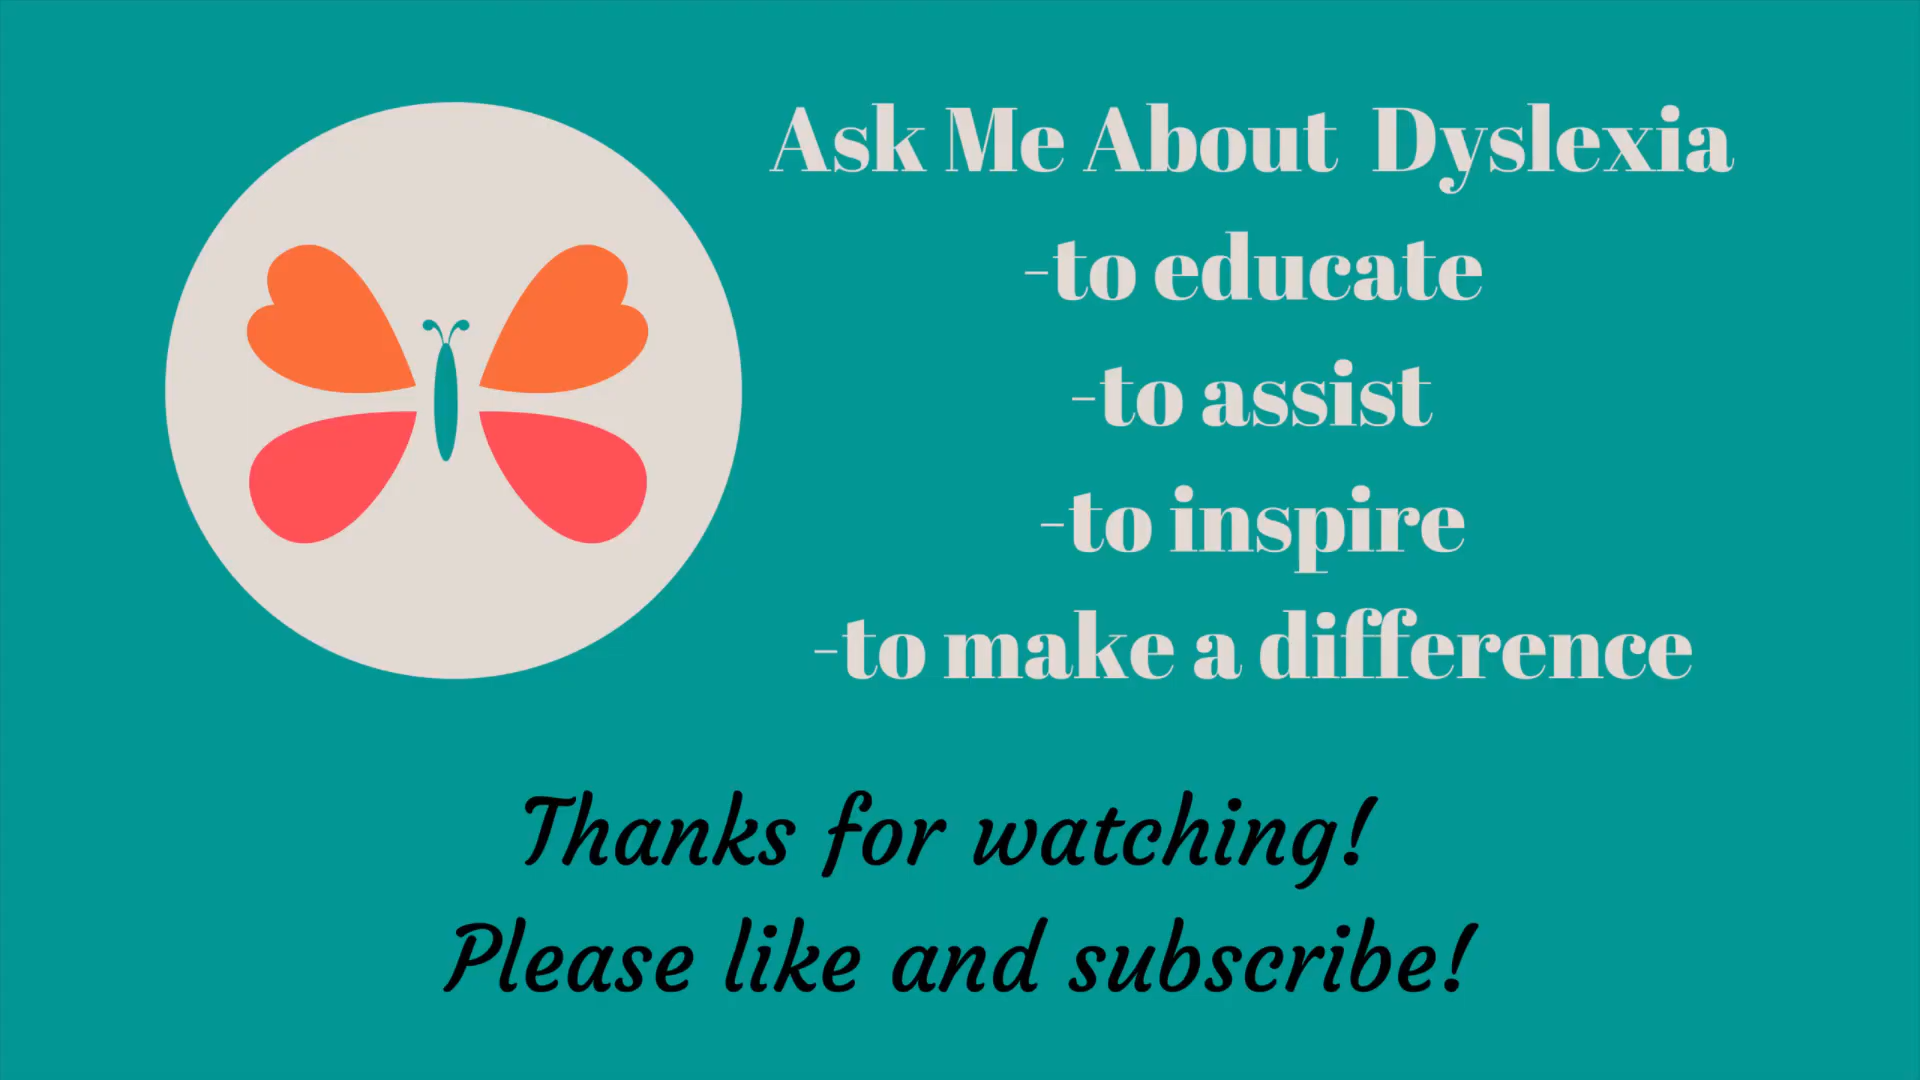 Ask Me About Dyslexia
-to educate
-to assist
-to inspire
-to make a difference
Thanks for watching!
Please like and subscribe!